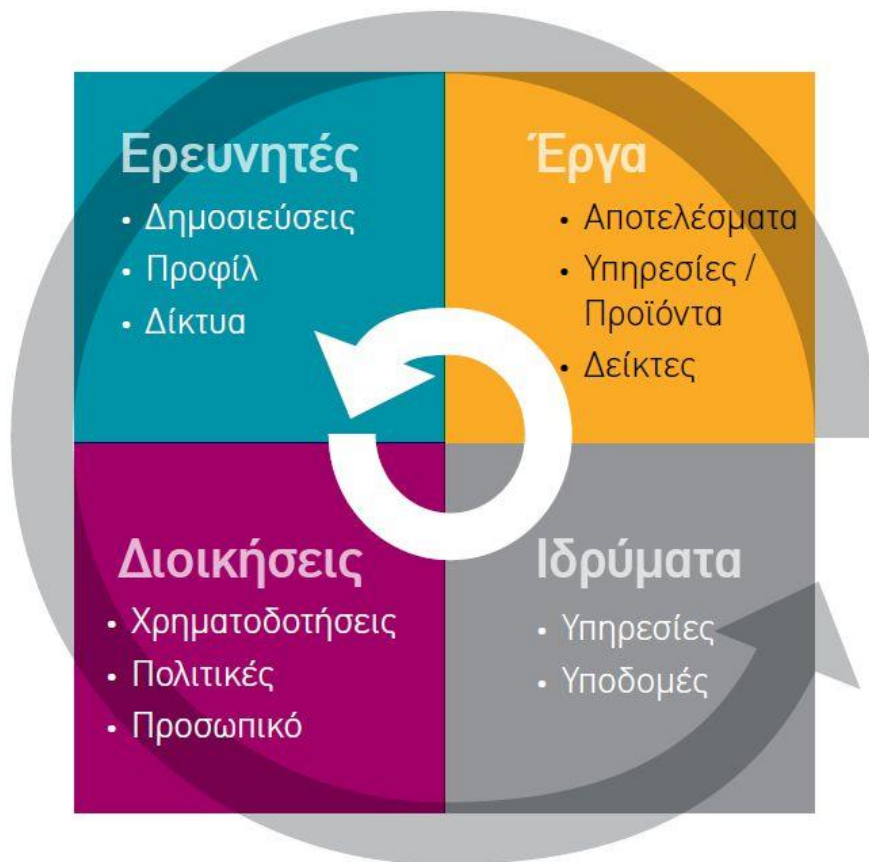 Ερευνητές
• Δημοσιεύσεις
• Προφίλ
• Δίκτυα
Έργα
• Αποτελέσματα
• Υπηρεσίες /
Προϊόντα
• Δείκτες
Διοικήσεις
• Χρηματοδοτήσεις
• Πολιτικές
• Προσωπικό
Ιδρύματα
• Υπηρεσίες
• Υποδομές